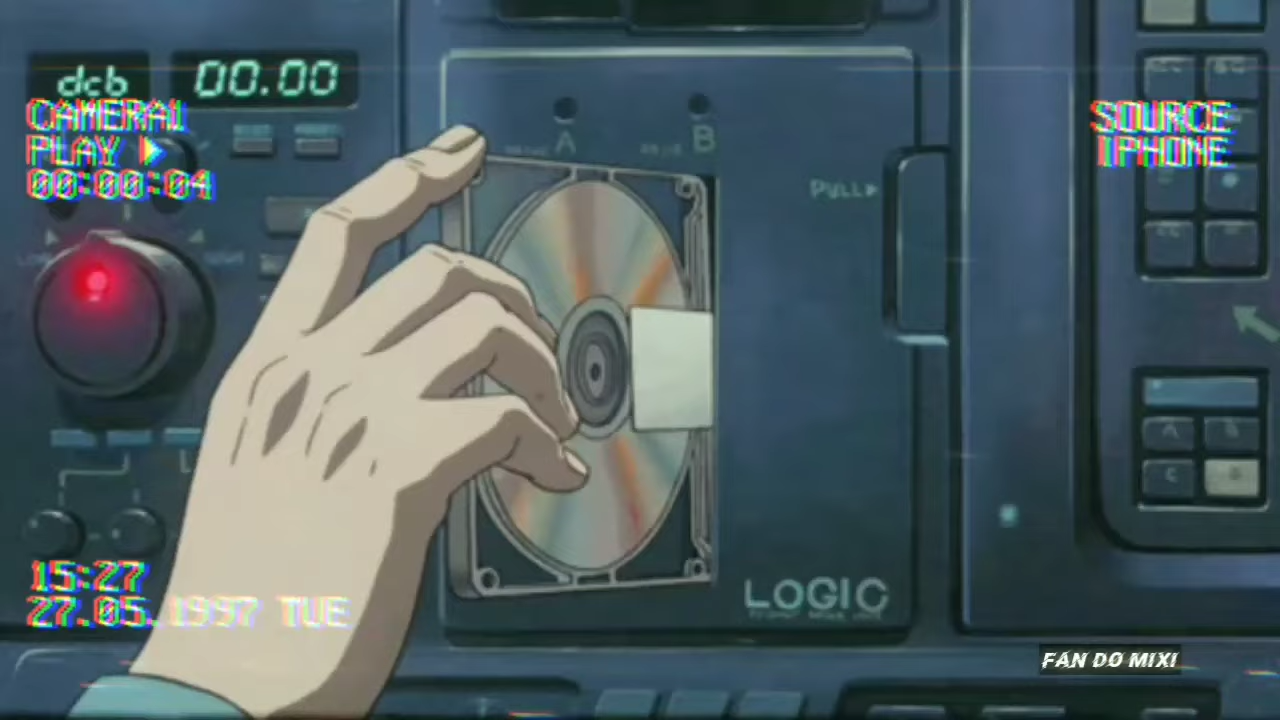 dcb 00.00
CAMERA1
PLAY
00:00:04
SOURCE
IPHONE
A B
PULL
A
C
15:27
27.05.1997 TUE
LOGIC
FAN DO MIXI